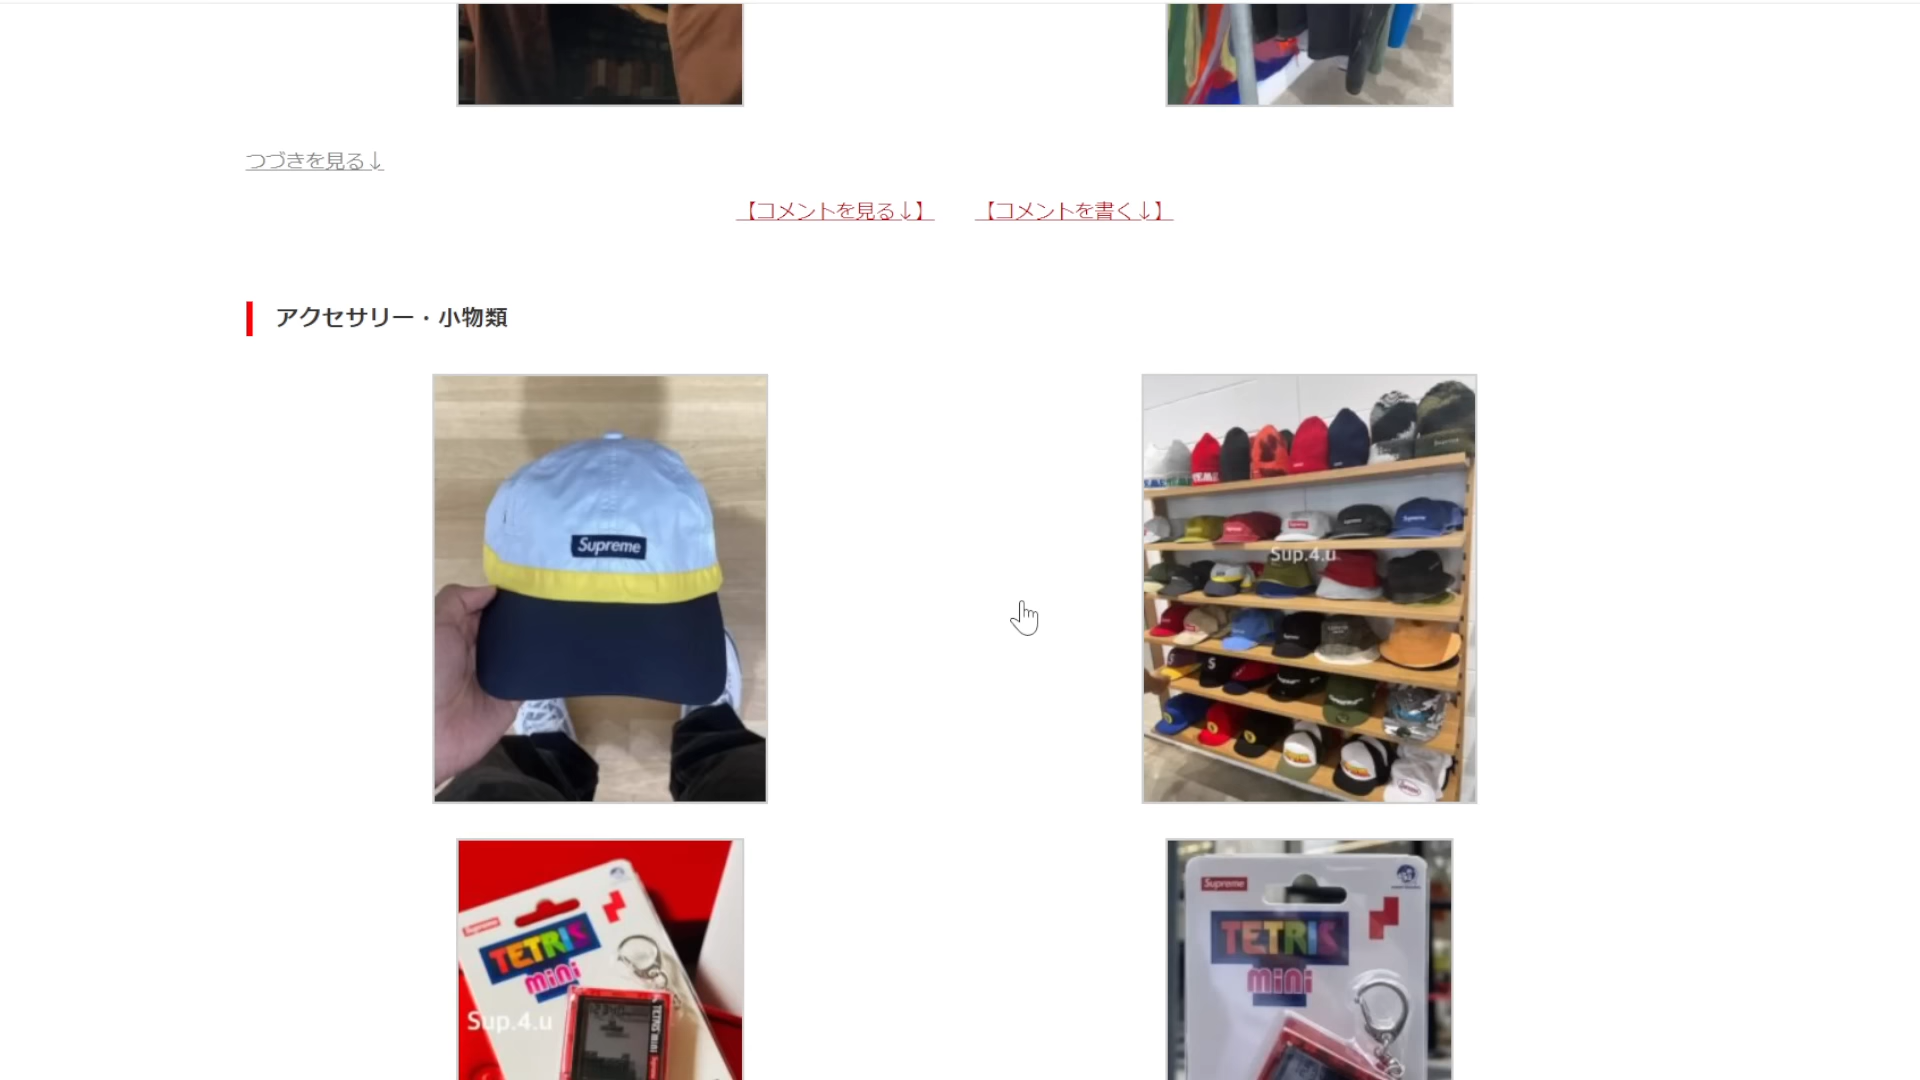 つづきを見る↓
【コメントを見る↓】 【コメントを書く↓】
アクセサリー・小物類
Supreme
Sup.4.u
Supreme
TETRIS
mini
Sup.4.u
Supreme
TETRIS
mini